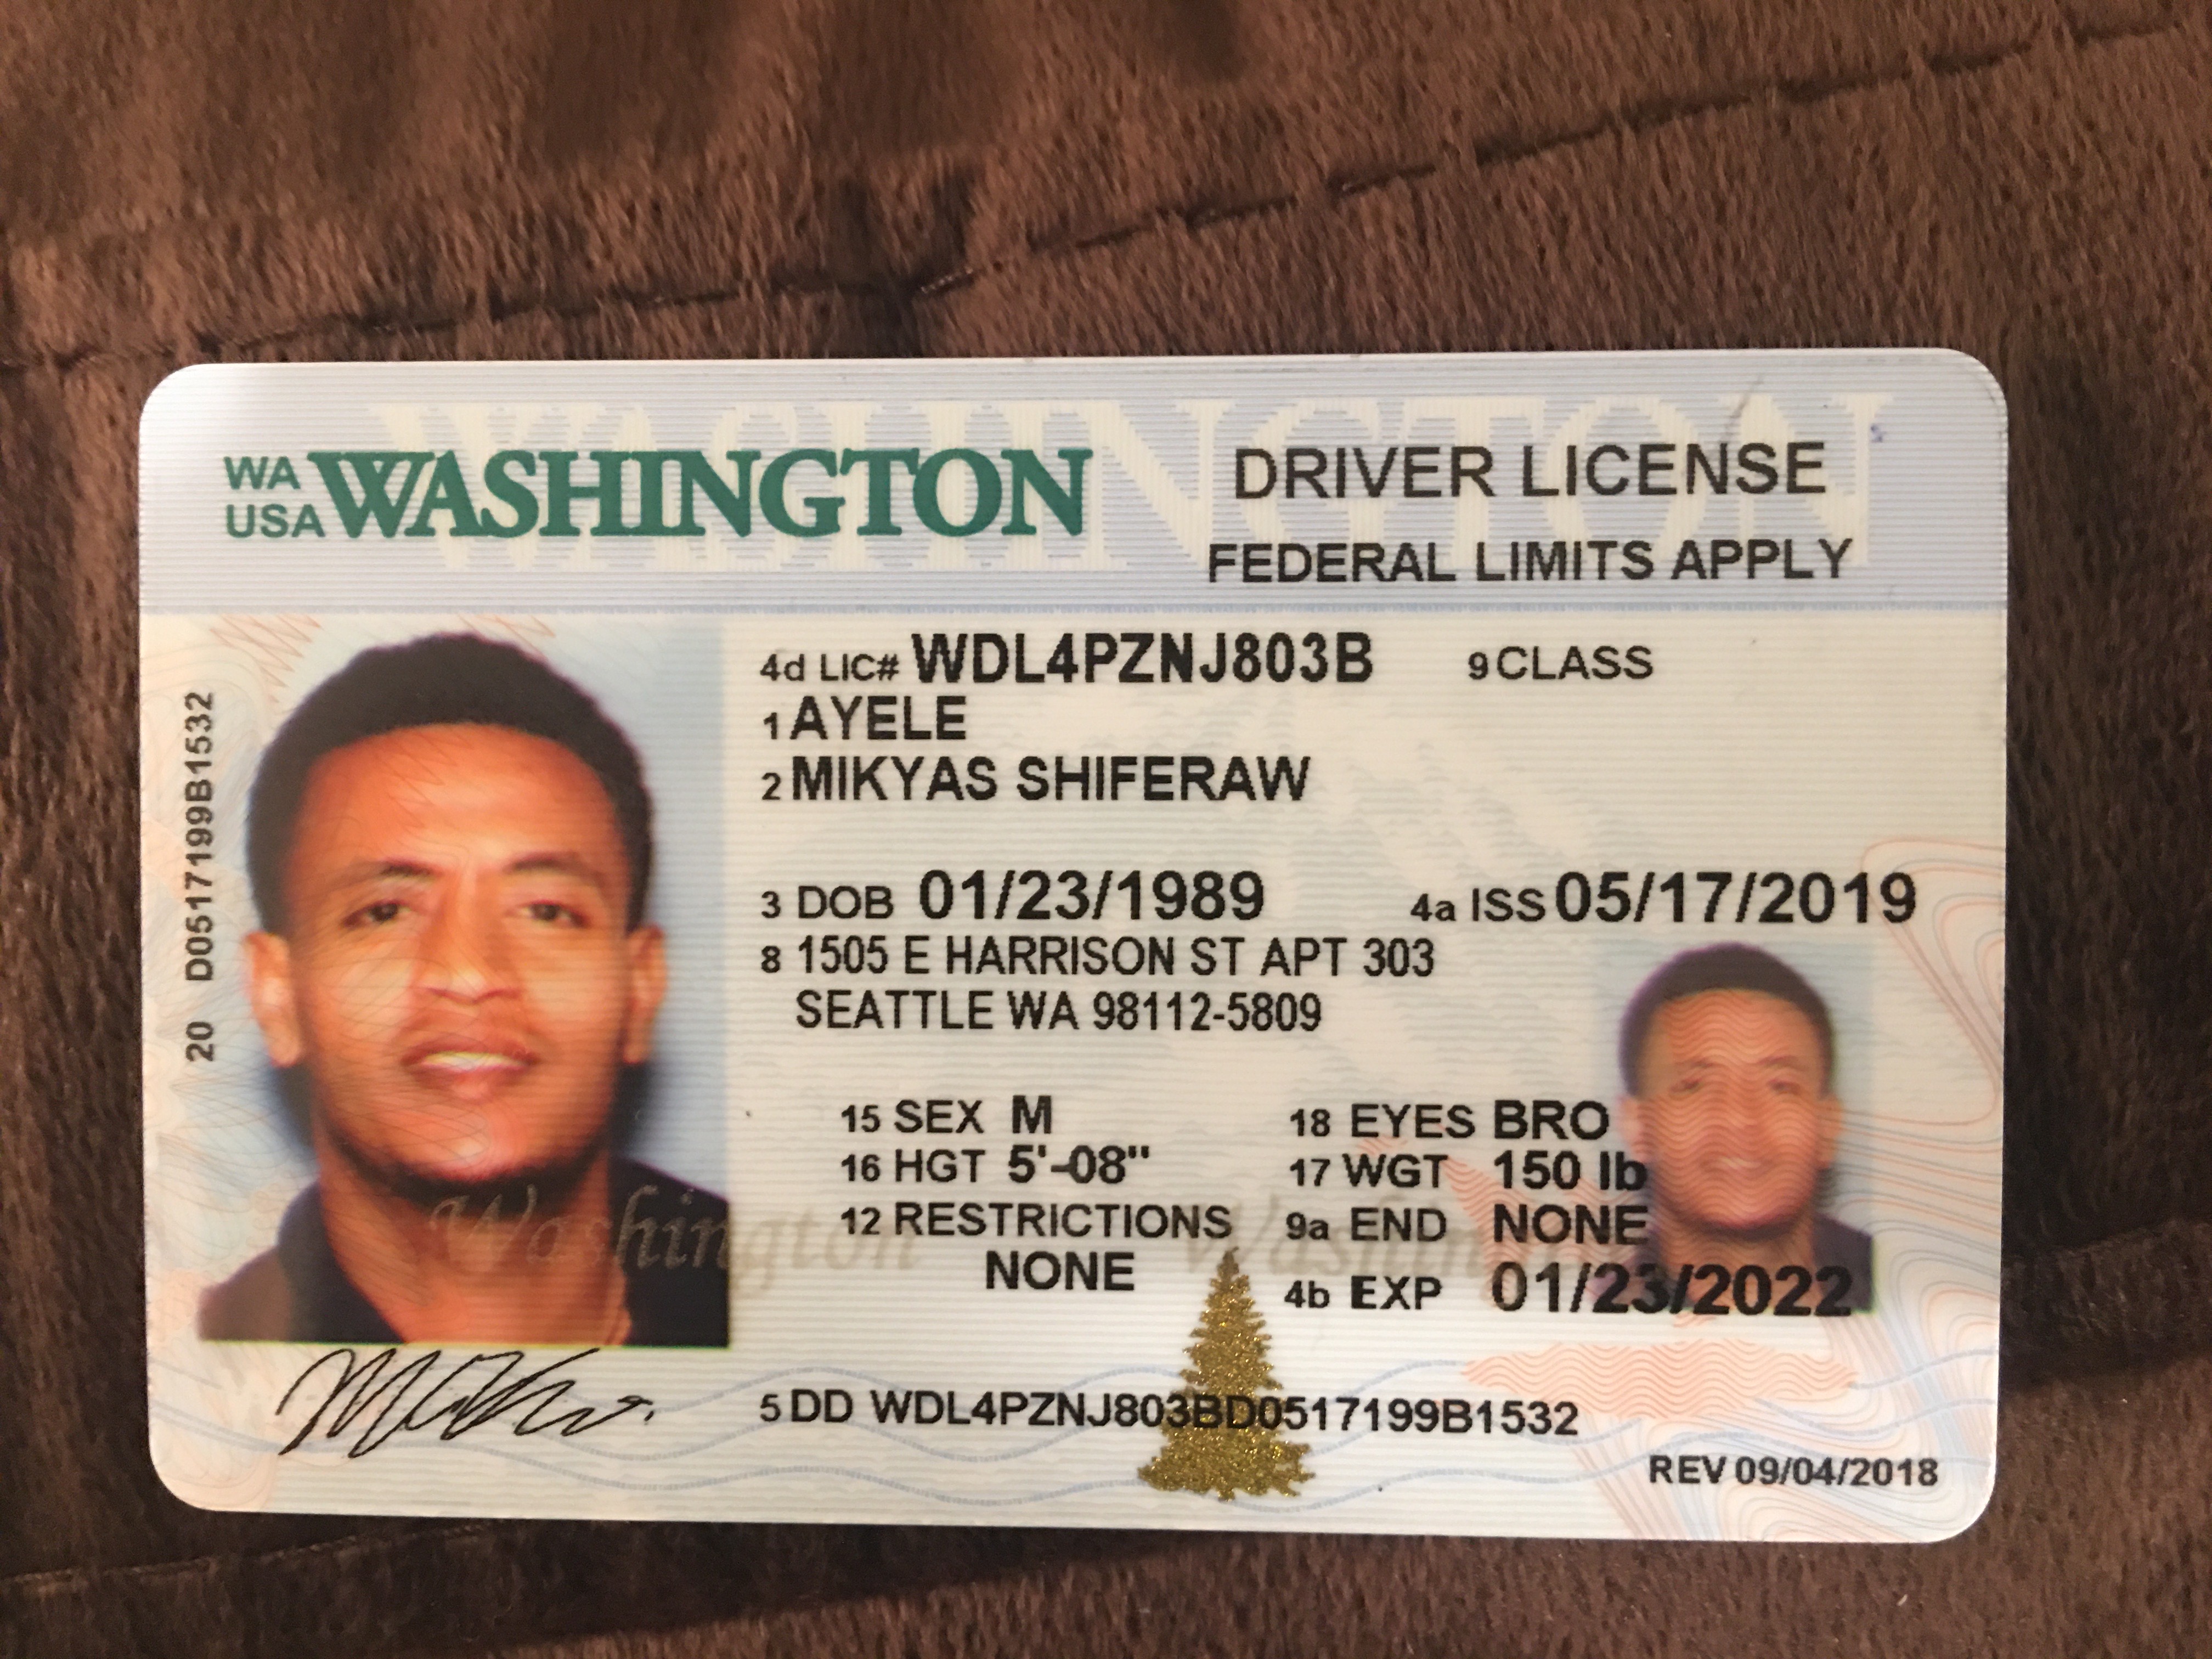 WA
USA WASHINGTON
DRIVER LICENSE
FEDERAL LIMITS APPLY
4d LIC# WDL4PZNJ803B 9 CLASS
1 AYELE
2 MIKYAS SHIFERAW
3 DOB 01/23/1989 4a ISS 05/17/2019
8 1505 E HARRISON ST APT 303
SEATTLE WA 98112-5809
15 SEX M 18 EYES BRO
16 HGT 5'-08" 17 WGT 150 lb
12 RESTRICTIONS 9a END NONE
NONE
4b EXP 01/23/2022
5 DD WDL4PZNJ803BD0517199B1532
REV 09/04/2018
20 D0517199B1532
WASHINGTON
Washington